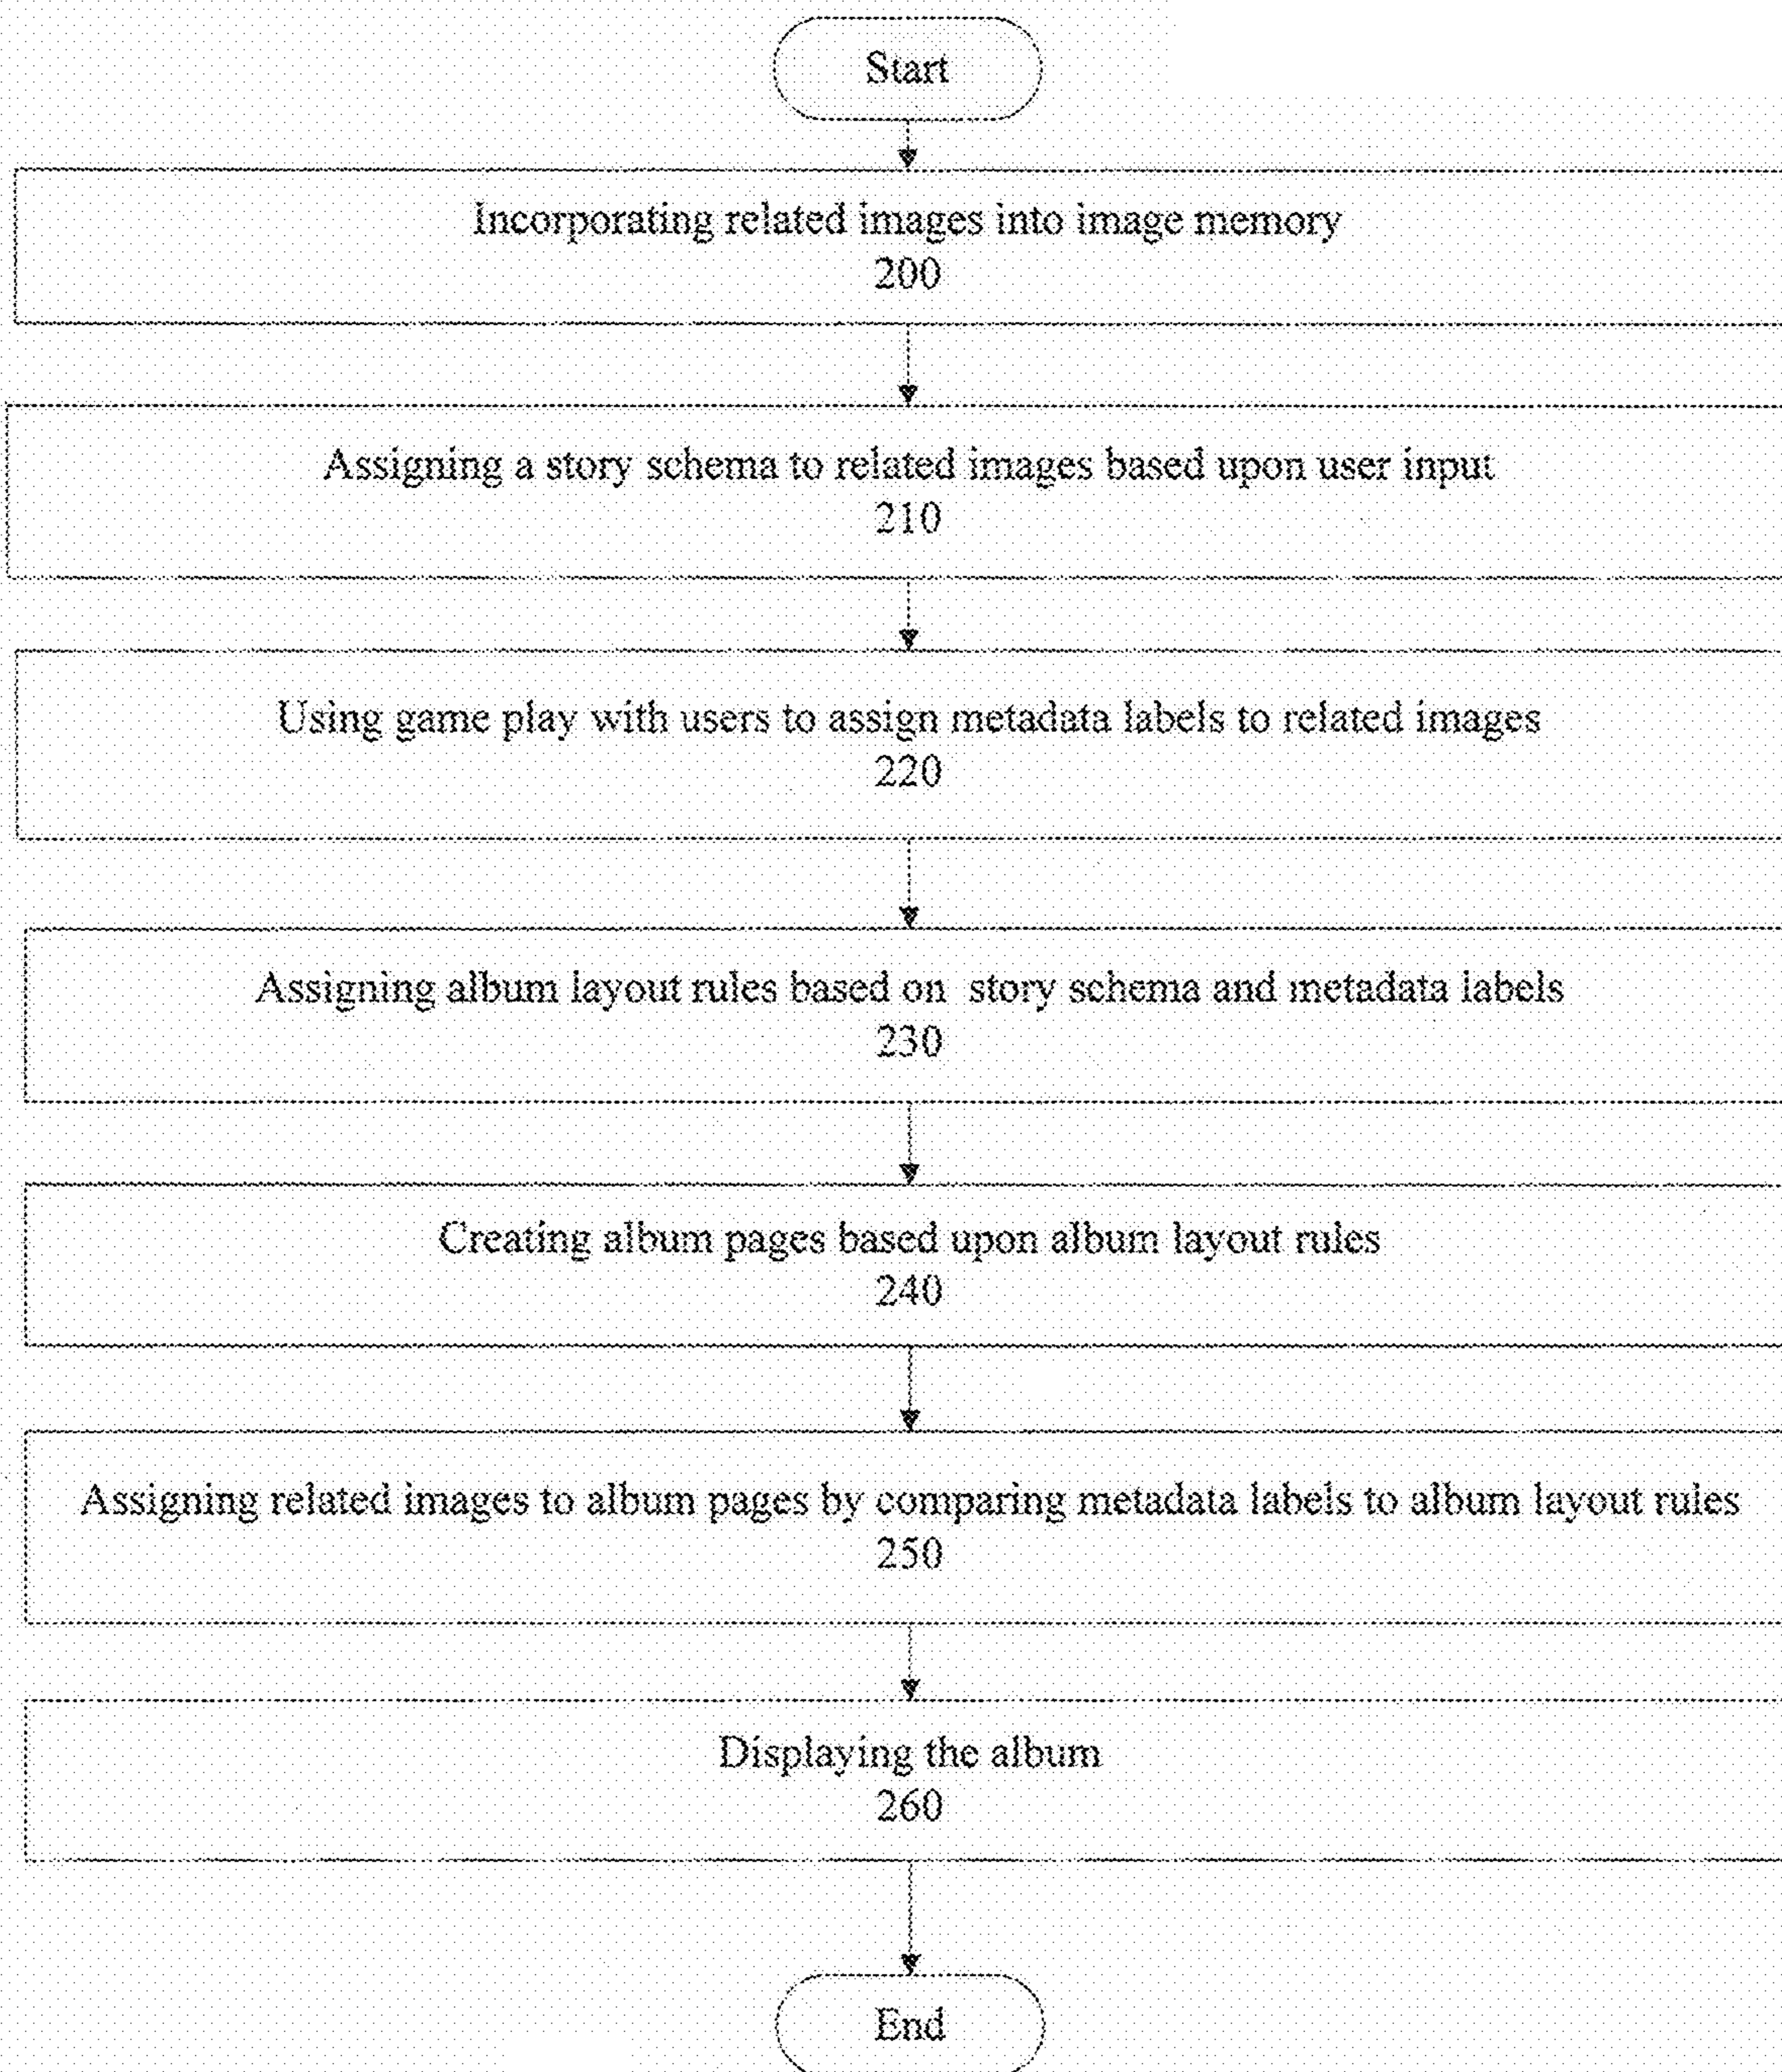 Start
Incorporating related images into image memory
200
Assigning a story schema to related images based upon user input
210
Using game play with users to assign metadata labels to related images
220
Assigning album layout rules based on story schema and metadata labels
230
Creating album pages based upon album layout rules
240
Assigning related images to album pages by comparing metadata labels to album layout rules
250
Displaying the album
260
End